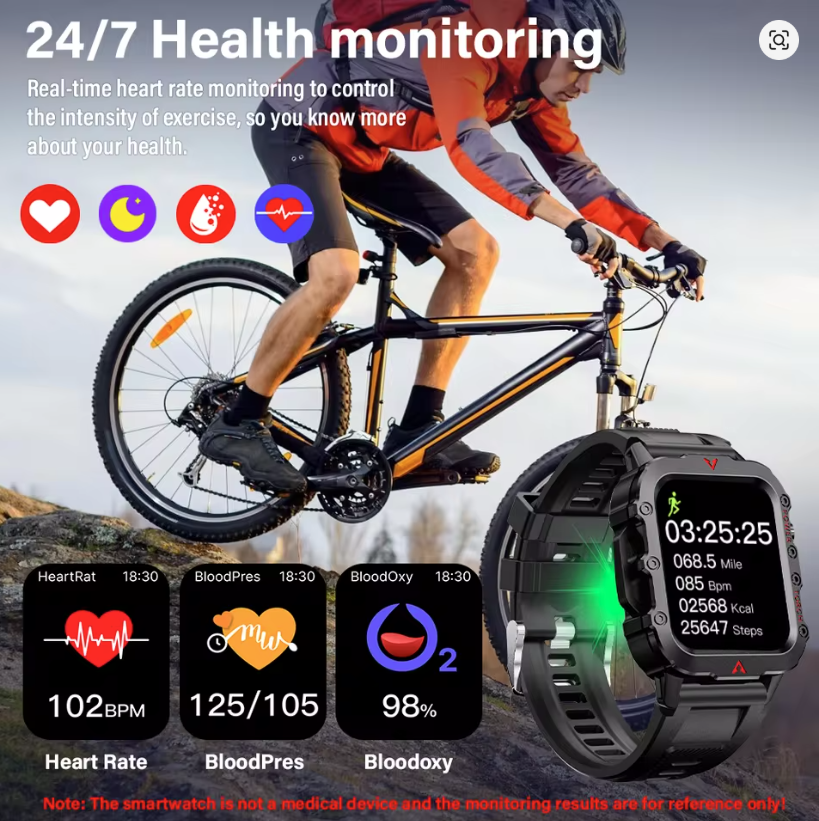 24/7 Health monitoring
Real-time heart rate monitoring to control
the intensity of exercise, so you know more
about your health.
03:25:25
068.5 Mile
085 Bpm
02568 Kcal
25647 Steps
HeartRat 18:30
102BPM
Heart Rate
BloodPres 18:30
mw
125/105
BloodPres
BloodOxy 18:30
2
98%
Bloodoxy
Note: The smartwatch is not a medical device and the monitoring results are for reference only!